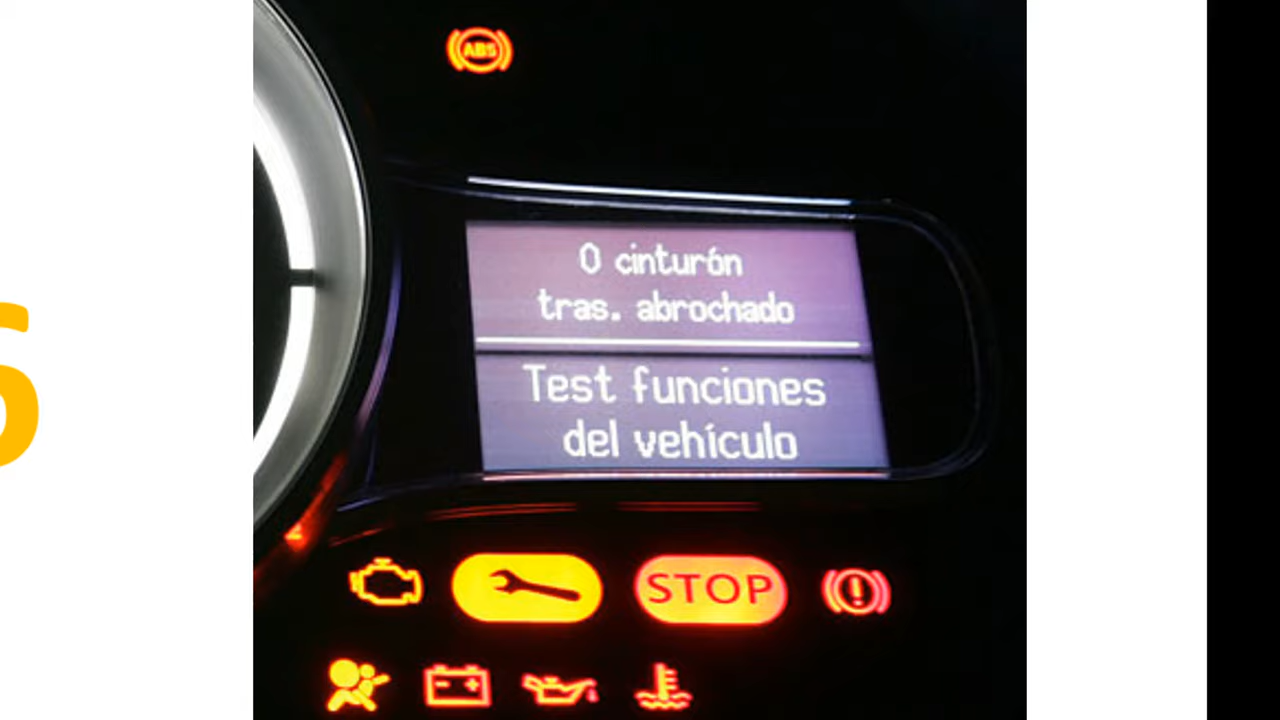 ABS
0 cinturón
tras. abrochado
Test funciones
del vehículo
STOP